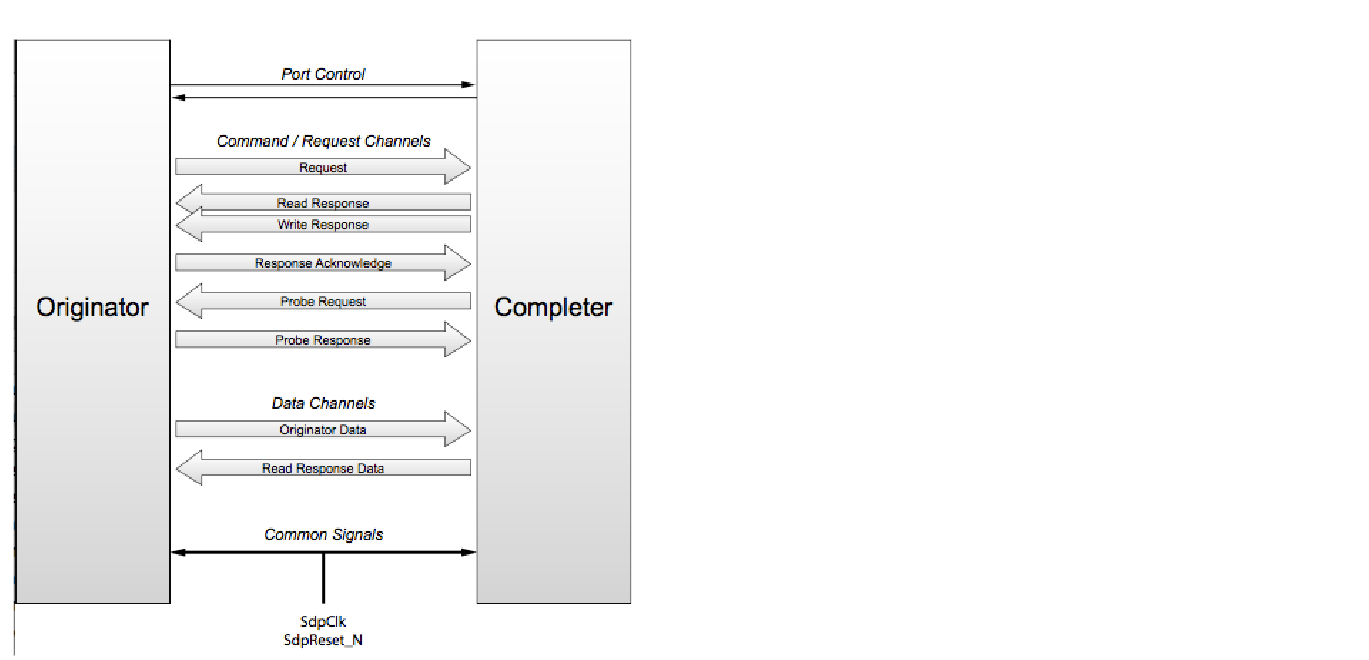 Port Control
Command / Request Channels
Request
Read Response
Write Response
Response Acknowledge
Originator
Completer
Probe Request
Probe Response
Data Channels
Originator Data
Read Response Data
Common Signals
SdpClk
SdpReset_N